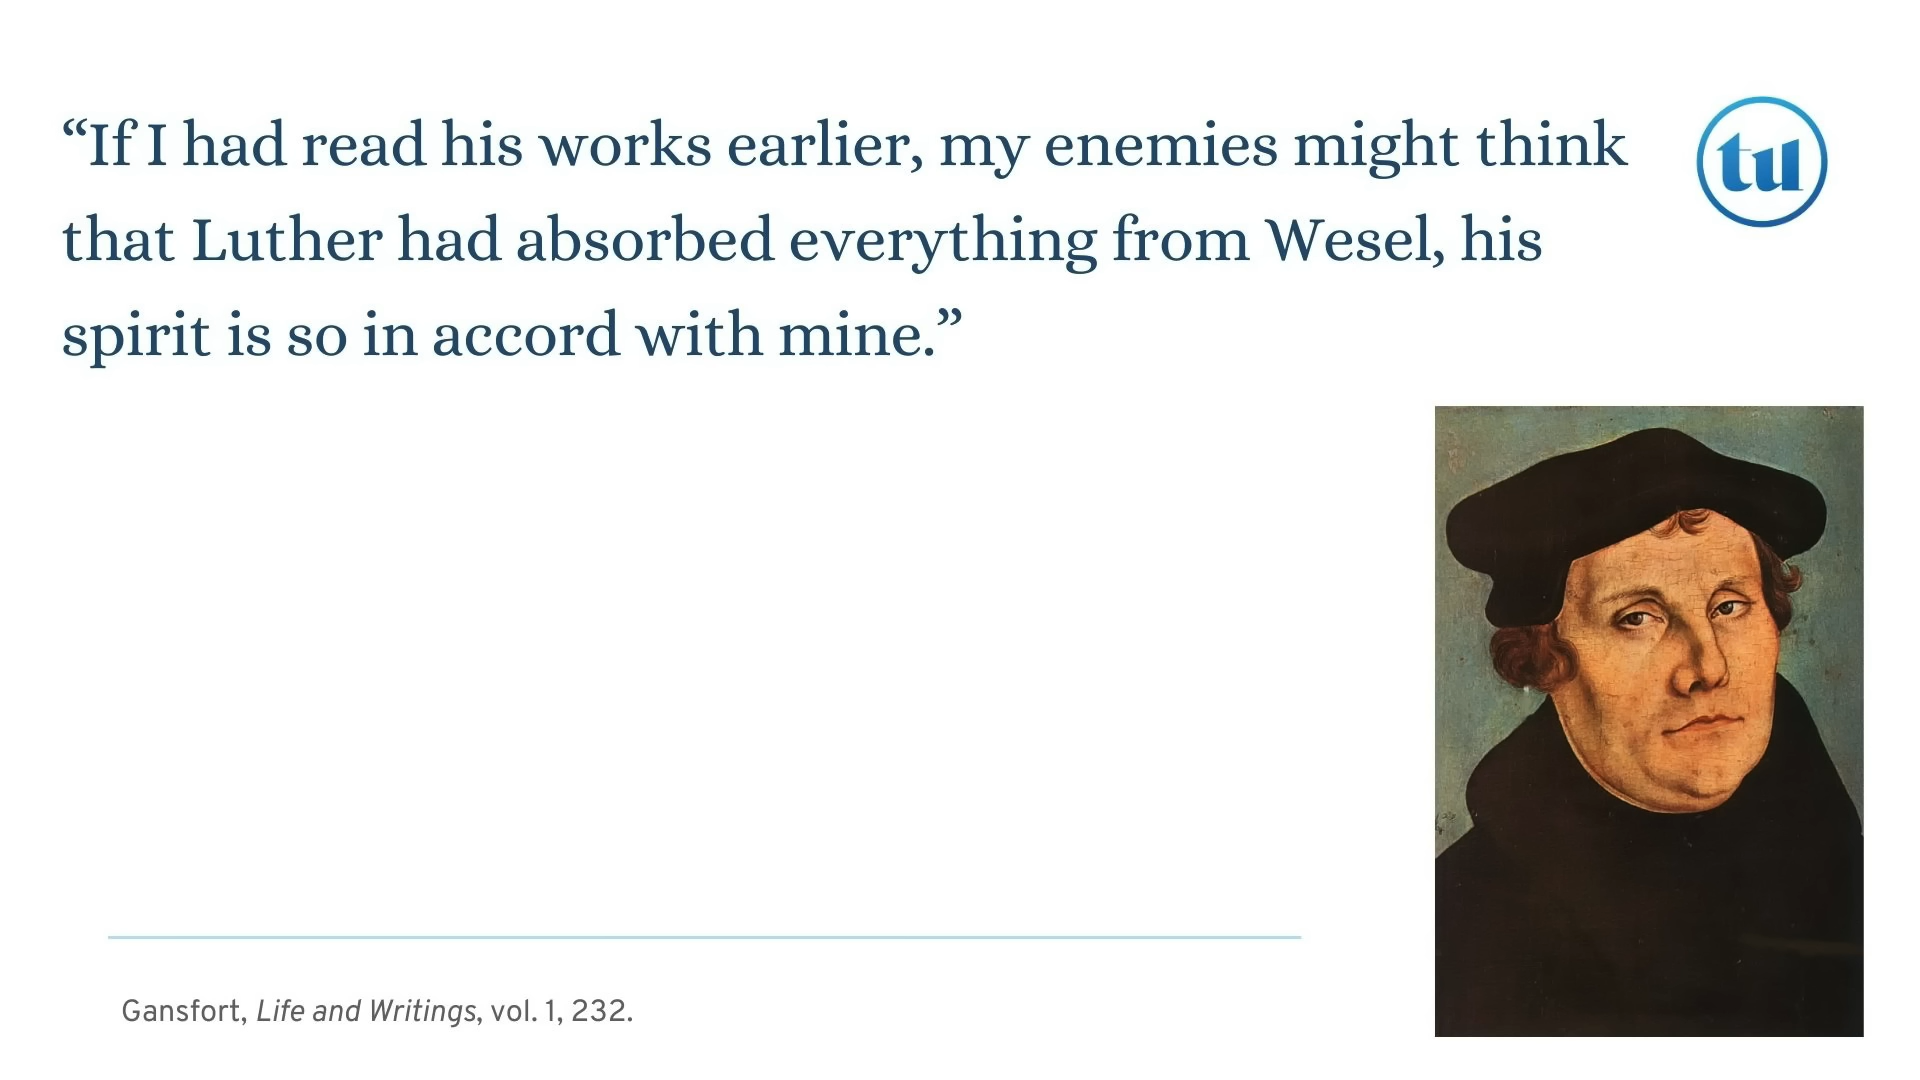 “If I had read his works earlier, my enemies might think
that Luther had absorbed everything from Wesel, his
spirit is so in accord with mine.”
tu
Gansfort, Life and Writings, vol. 1, 232.